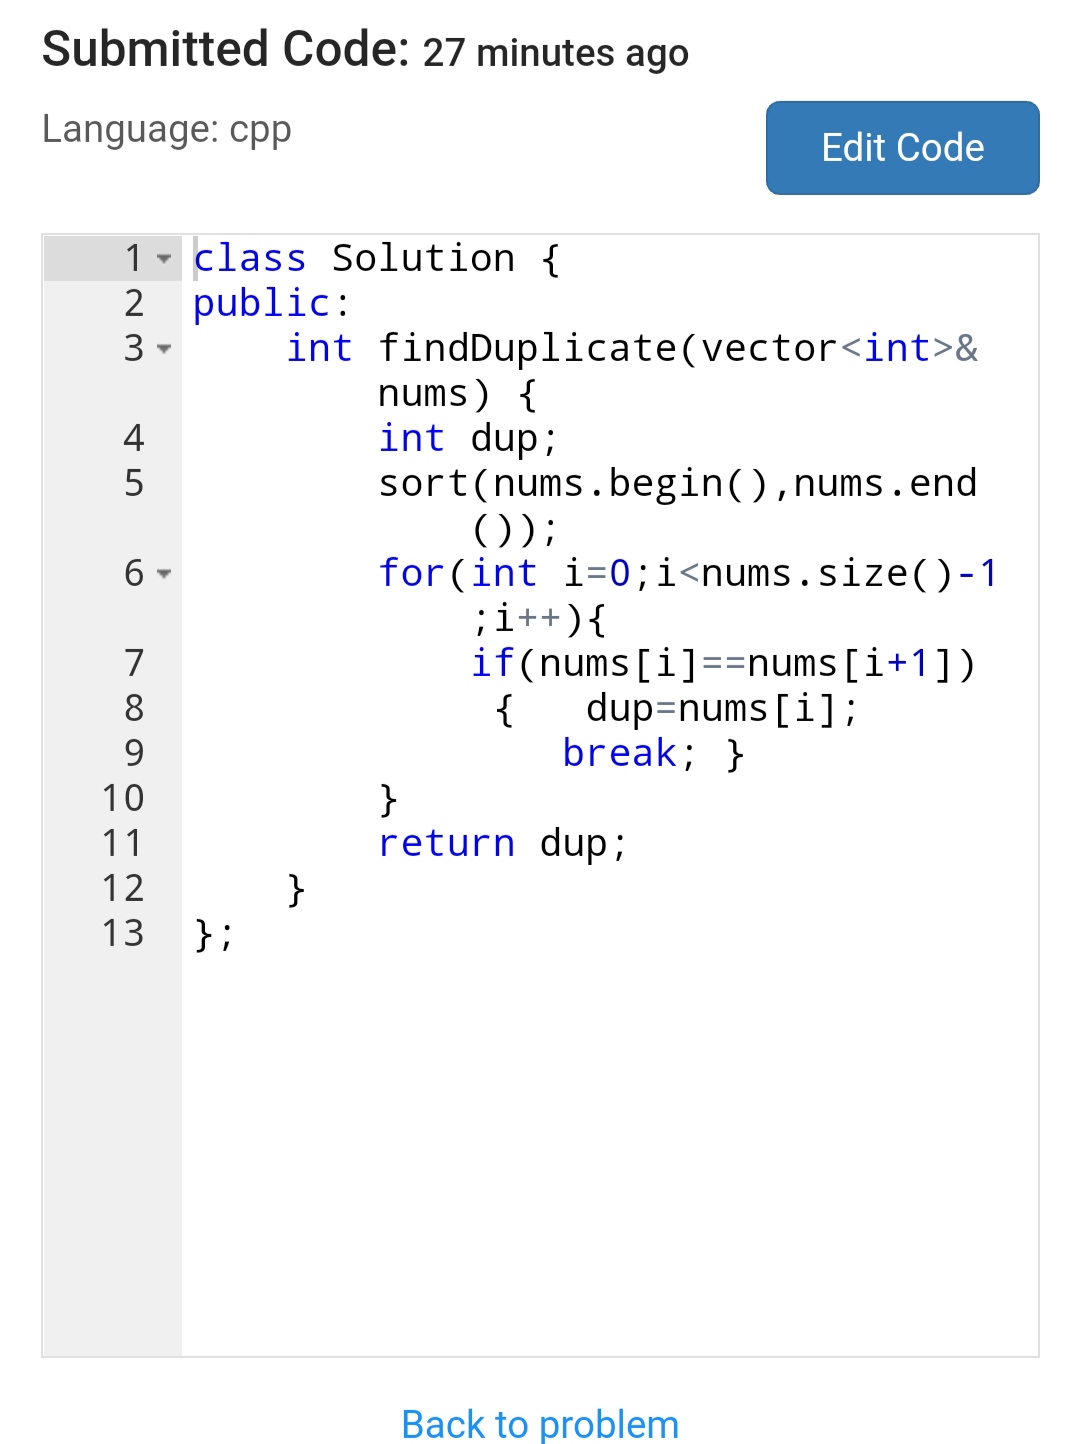 Submitted Code: 27 minutes ago
Language: cpp
Edit Code
1 class Solution {
2 public:
3     int findDuplicate(vector<int>&
            nums) {
4         int dup;
5         sort(nums.begin(),nums.end
            ());
6         for(int i=0;i<nums.size()-1
            ;i++){
7             if(nums[i]==nums[i+1])
8              {   dup=nums[i];
9                 break; }
10         }
11         return dup;
12     }
13 };
Back to problem